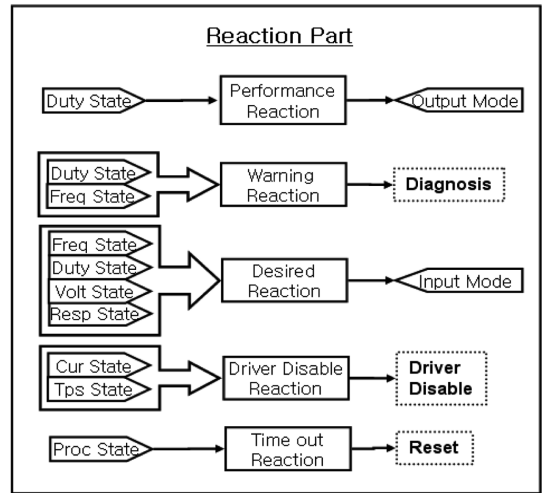 Reaction Part
Duty State
Performance
Reaction
Output Mode
Duty State
Freq State
Warning
Reaction
Diagnosis
Freq State
Duty State
Volt State
Resp State
Desired
Reaction
Input Mode
Cur State
Tps State
Driver Disable
Reaction
Driver
Disable
Proc State
Time out
Reaction
Reset